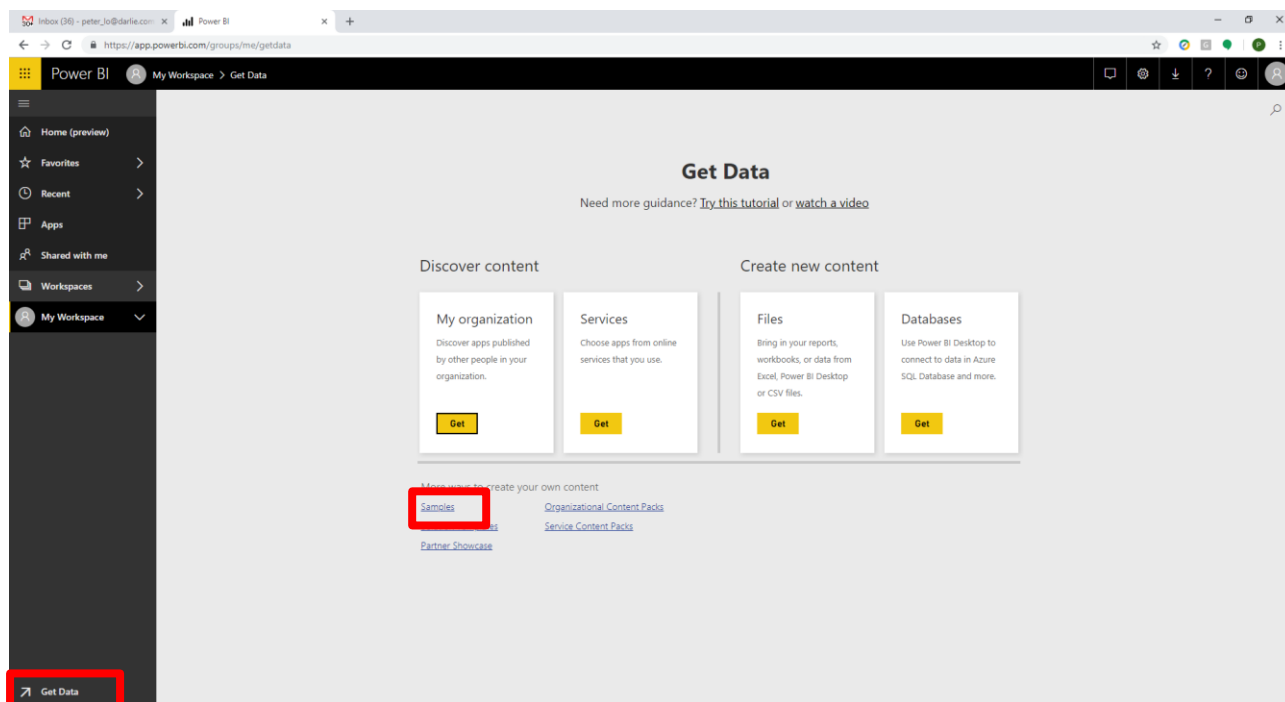 Inbox (36) - peter_lo@darlie.com
Power BI
https://app.powerbi.com/groups/me/getdata
Power BI
My Workspace > Get Data
Home (preview)
Favorites
Recent
Apps
Shared with me
Workspaces
My Workspace
Get Data
Get Data
Need more guidance? Try this tutorial or watch a video
Discover content
Create new content
My organization
Discover apps published
by other people in your
organization.
Get
Services
Choose apps from online
services that you use.
Get
Files
Bring in your reports,
workbooks, or data from
Excel, Power BI Desktop
or CSV files.
Get
Databases
Use Power BI Desktop to
connect to data in Azure
SQL Database and more.
Get
More ways to create your own content
Samples
Organizational Content Packs
Service Content Packs
Partner Showcase